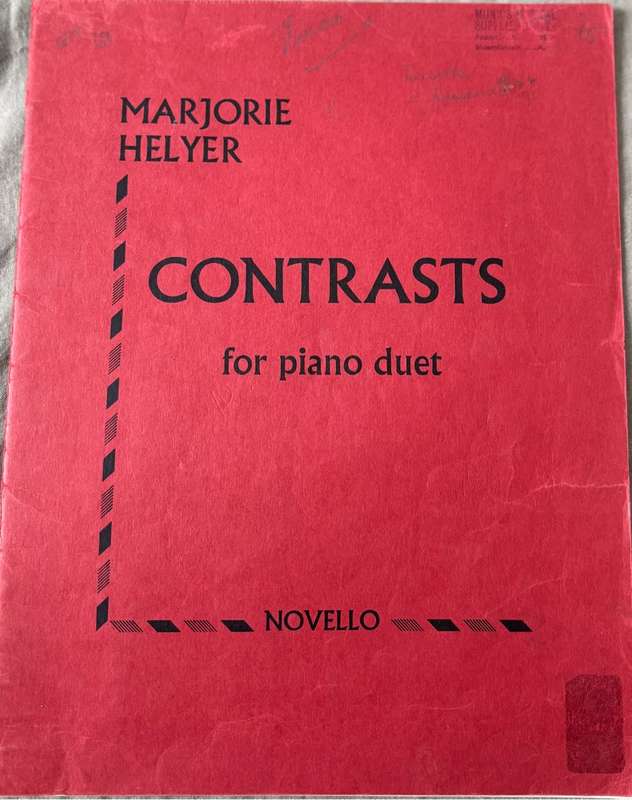 MARJORIE
HELYER
CONTRASTS
for piano duet
NOVELLO